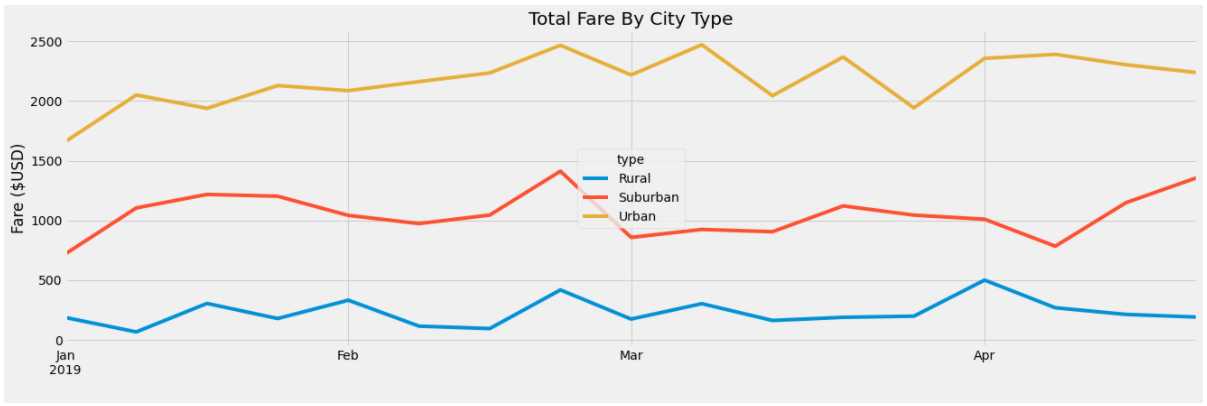 Total Fare By City Type
Fare ($USD)
2500
2000
1500
1000
500
0
type
Rural
Suburban
Urban
Jan Feb Mar Apr
2019